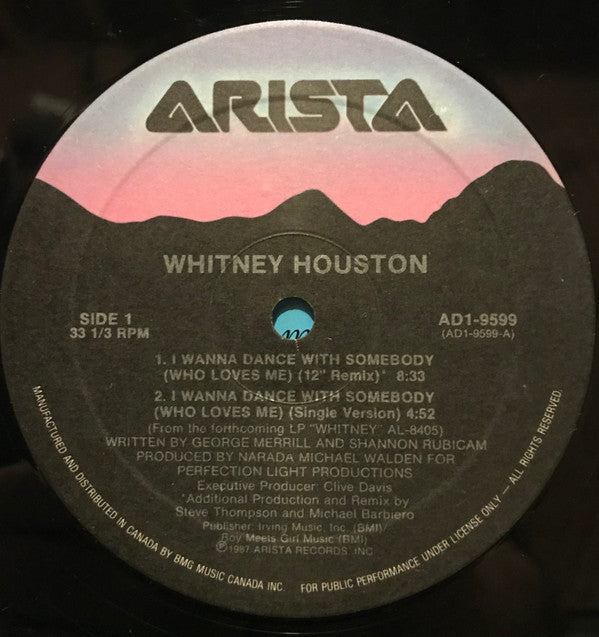 ARISTA
WHITNEY HOUSTON
SIDE 1
33 1/3 RPM
AD1-9599
(AD1-9599-A)
1. I WANNA DANCE WITH SOMEBODY
(WHO LOVES ME) (12" Remix)* 8:33
2. I WANNA DANCE WITH SOMEBODY
(WHO LOVES ME) (Single Version) 4:52
(From the forthcoming LP "WHITNEY" AL-8405)
WRITTEN BY GEORGE MERRILL AND SHANNON RUBICAM
PRODUCED BY NARADA MICHAEL WALDEN FOR
PERFECTION LIGHT PRODUCTIONS
Executive Producer: Clive Davis
*Additional Production and Remix by
Steve Thompson and Michael Barbiero
Publisher: Irving Music, Inc. (BMI)/
Boy Meets Girl Music (BMI)
℗1987 ARISTA RECORDS, INC.
MANUFACTURED AND DISTRIBUTED IN CANADA BY BMG MUSIC CANADA INC. FOR PUBLIC PERFORMANCE UNDER LICENSE ONLY — ALL RIGHTS RESERVED.